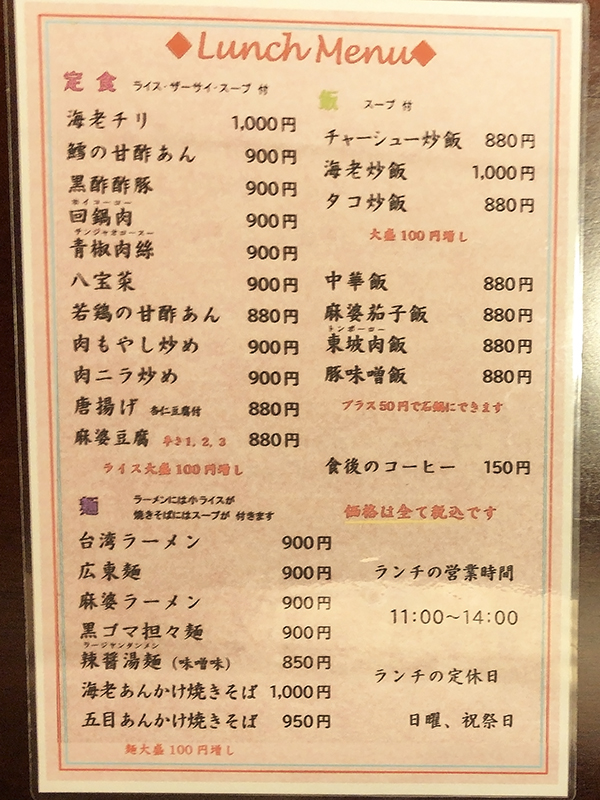 ◆Lunch Menu◆
定食 ライス・ザーサイ・スープ 付
海老チリ 1,000円
鱈の甘酢あん 900円
黒酢酢豚 900円
ホイコーロー
回鍋肉 900円
チンジャオロースー
青椒肉絲 900円
八宝菜 900円
若鶏の甘酢あん 880円
肉もやし炒め 900円
肉ニラ炒め 900円
唐揚げ 杏仁豆腐付 880円
麻婆豆腐 辛さ1,2,3 880円
ライス大盛100円増し
麺 ラーメンには小ライスが
焼きそばにはスープが 付きます
台湾ラーメン 900円
広東麺 900円
麻婆ラーメン 900円
黒ゴマ担々麺 900円
ラージャンタンメン
辣醤湯麺(味噌味) 850円
海老あんかけ焼きそば 1,000円
五目あんかけ焼きそば 950円
麺大盛100円増し
飯 スープ 付
チャーシュー炒飯 880円
海老炒飯 1,000円
タコ炒飯 880円
大盛100円増し
中華飯 880円
麻婆茄子飯 880円
トンポーロー
東坡肉飯 880円
豚味噌飯 880円
プラス50円で石鍋にできます
食後のコーヒー 150円
価格は全て税込です
ランチの営業時間
11:00～14:00
ランチの定休日
日曜、祝祭日